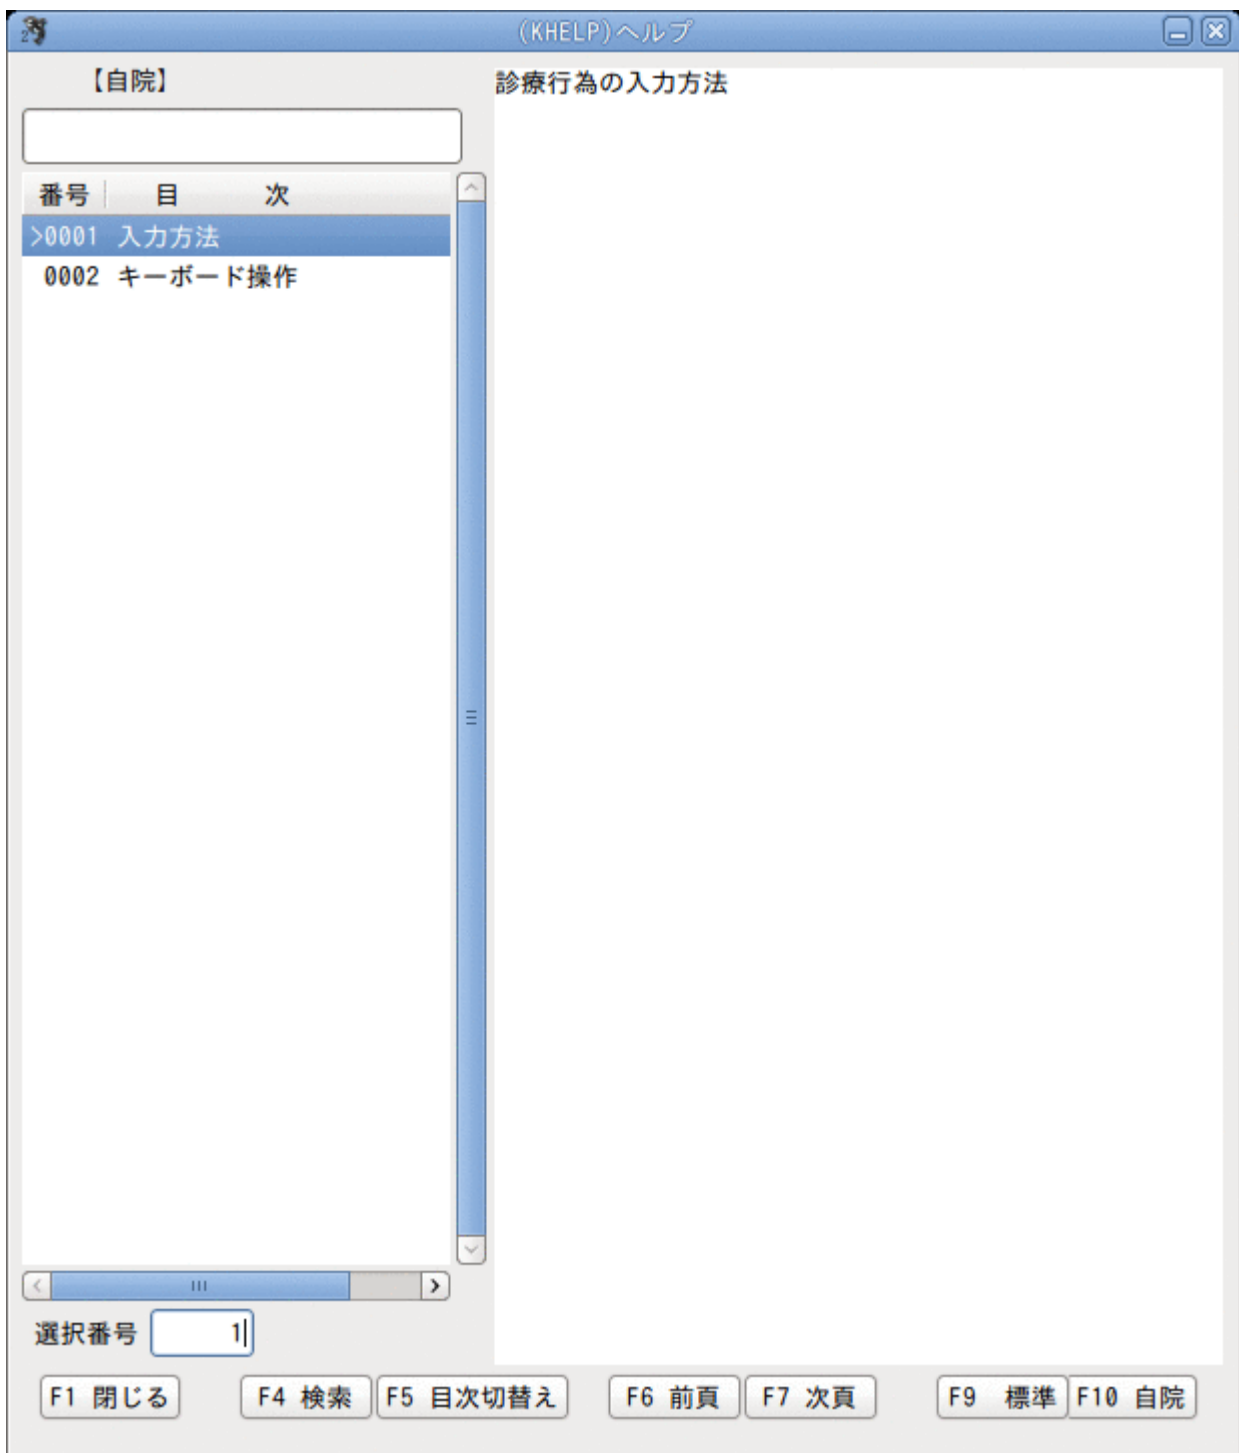 (KHELP)ヘルプ
【自院】
診療行為の入力方法
番号 目 次
>0001 入力方法
0002 キーボード操作
選択番号 1
F1 閉じる F4 検索 F5 目次切替え F6 前頁 F7 次頁 F9 標準 F10 自院